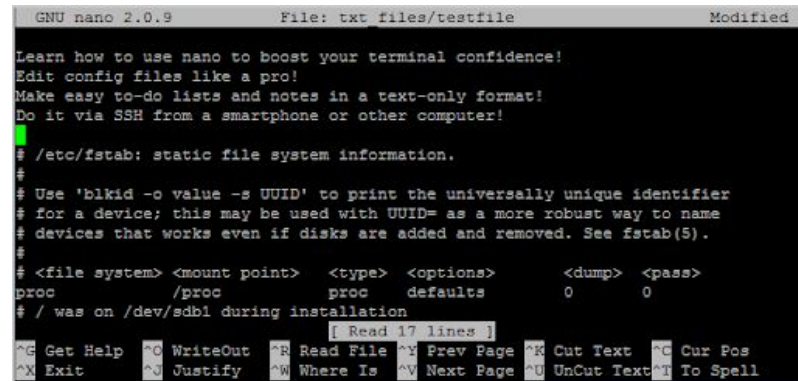 GNU nano 2.0.9 File: txt_files/testfile Modified
Learn how to use nano to boost your terminal confidence!
Edit config files like a pro!
Make easy to-do lists and notes in a text-only format!
Do it via SSH from a smartphone or other computer!
# /etc/fstab: static file system information.
#
# Use 'blkid -o value -s UUID' to print the universally unique identifier
# for a device; this may be used with UUID= as a more robust way to name
# devices that works even if disks are added and removed. See fstab(5).
#
# <file system> <mount point> <type> <options> <dump> <pass>
proc /proc proc defaults 0 0
# / was on /dev/sdb1 during installation
[ Read 17 lines ]
^G Get Help ^O WriteOut ^R Read File ^Y Prev Page ^K Cut Text ^C Cur Pos
^X Exit ^J Justify ^W Where Is ^V Next Page ^U UnCut Text ^T To Spell